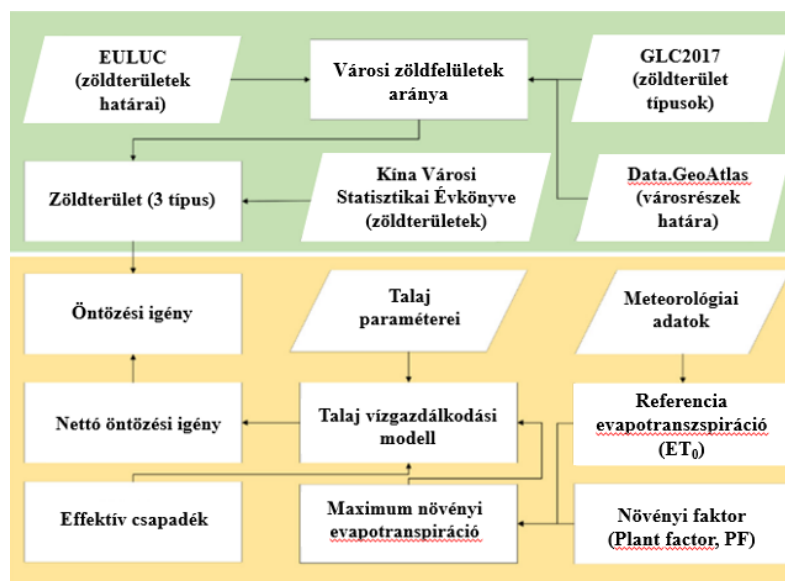 EULUC
(zöldterületek
határai)
Városi zöldfelületek
aránya
GLC2017
(zöldterület
típusok)
Zöldterület (3 típus)
Kína Városi
Statisztikai Évkönyve
(zöldterületek)
Data.GeoAtlas
(városrészek
határa)
Öntözési igény
Talaj
paraméterei
Meteorológiai
adatok
Nettó öntözési igény
Talaj vízgazdálkodási
modell
Referencia
evapotranzspiráció
(ET₀)
Effektív csapadék
Maximum növényi
evapotranspiráció
Növényi faktor
(Plant factor, PF)